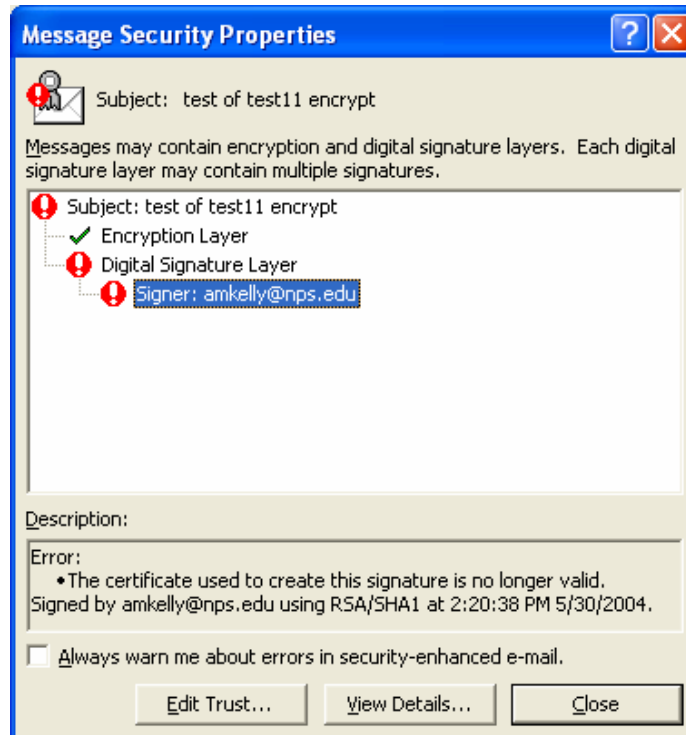 Message Security Properties
Subject: test of test11 encrypt
Messages may contain encryption and digital signature layers. Each digital
signature layer may contain multiple signatures.
Subject: test of test11 encrypt
Encryption Layer
Digital Signature Layer
Signer: amkelly@nps.edu
Description:
Error:
•The certificate used to create this signature is no longer valid.
Signed by amkelly@nps.edu using RSA/SHA1 at 2:20:38 PM 5/30/2004.
Always warn me about errors in security-enhanced e-mail.
Edit Trust... View Details... Close